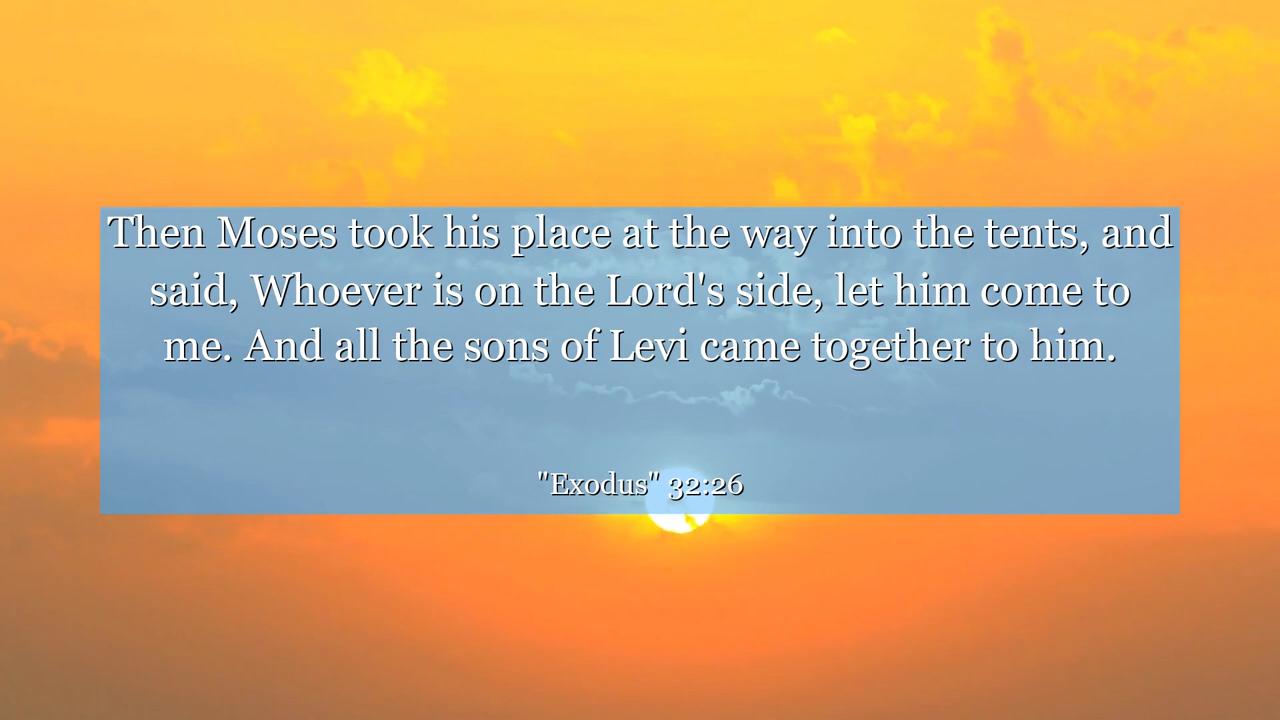 Then Moses took his place at the way into the tents, and
said, Whoever is on the Lord's side, let him come to
me. And all the sons of Levi came together to him.
"Exodus" 32:26